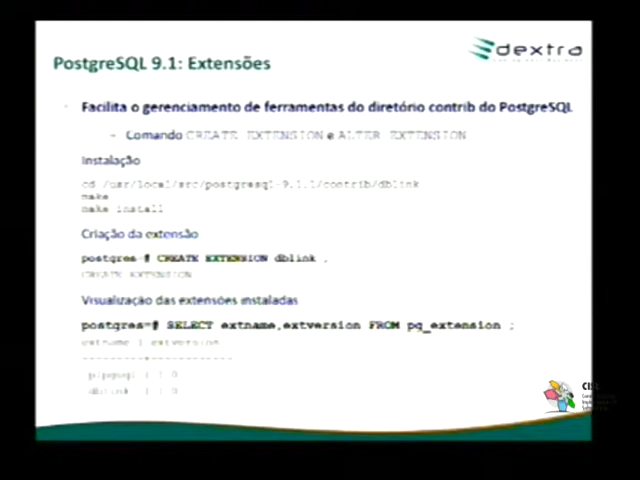 dextra
PostgreSQL 9.1: Extensões
Facilita o gerenciamento de ferramentas do diretório contrib do PostgreSQL
- Comando CREATE EXTENSION e ALTER EXTENSION
Instalação
cd /usr/local/src/postgresql-9.1.1/contrib/dblink
make
make install
Criação da extensão
postgres=# CREATE EXTENSION dblink ;
CREATE EXTENSION
Visualização das extensões instaladas
postgres=# SELECT extname,extversion FROM pg_extension ;
extname | extversion
---------+------------
plpgsql | 1.0
dblink | 1.0